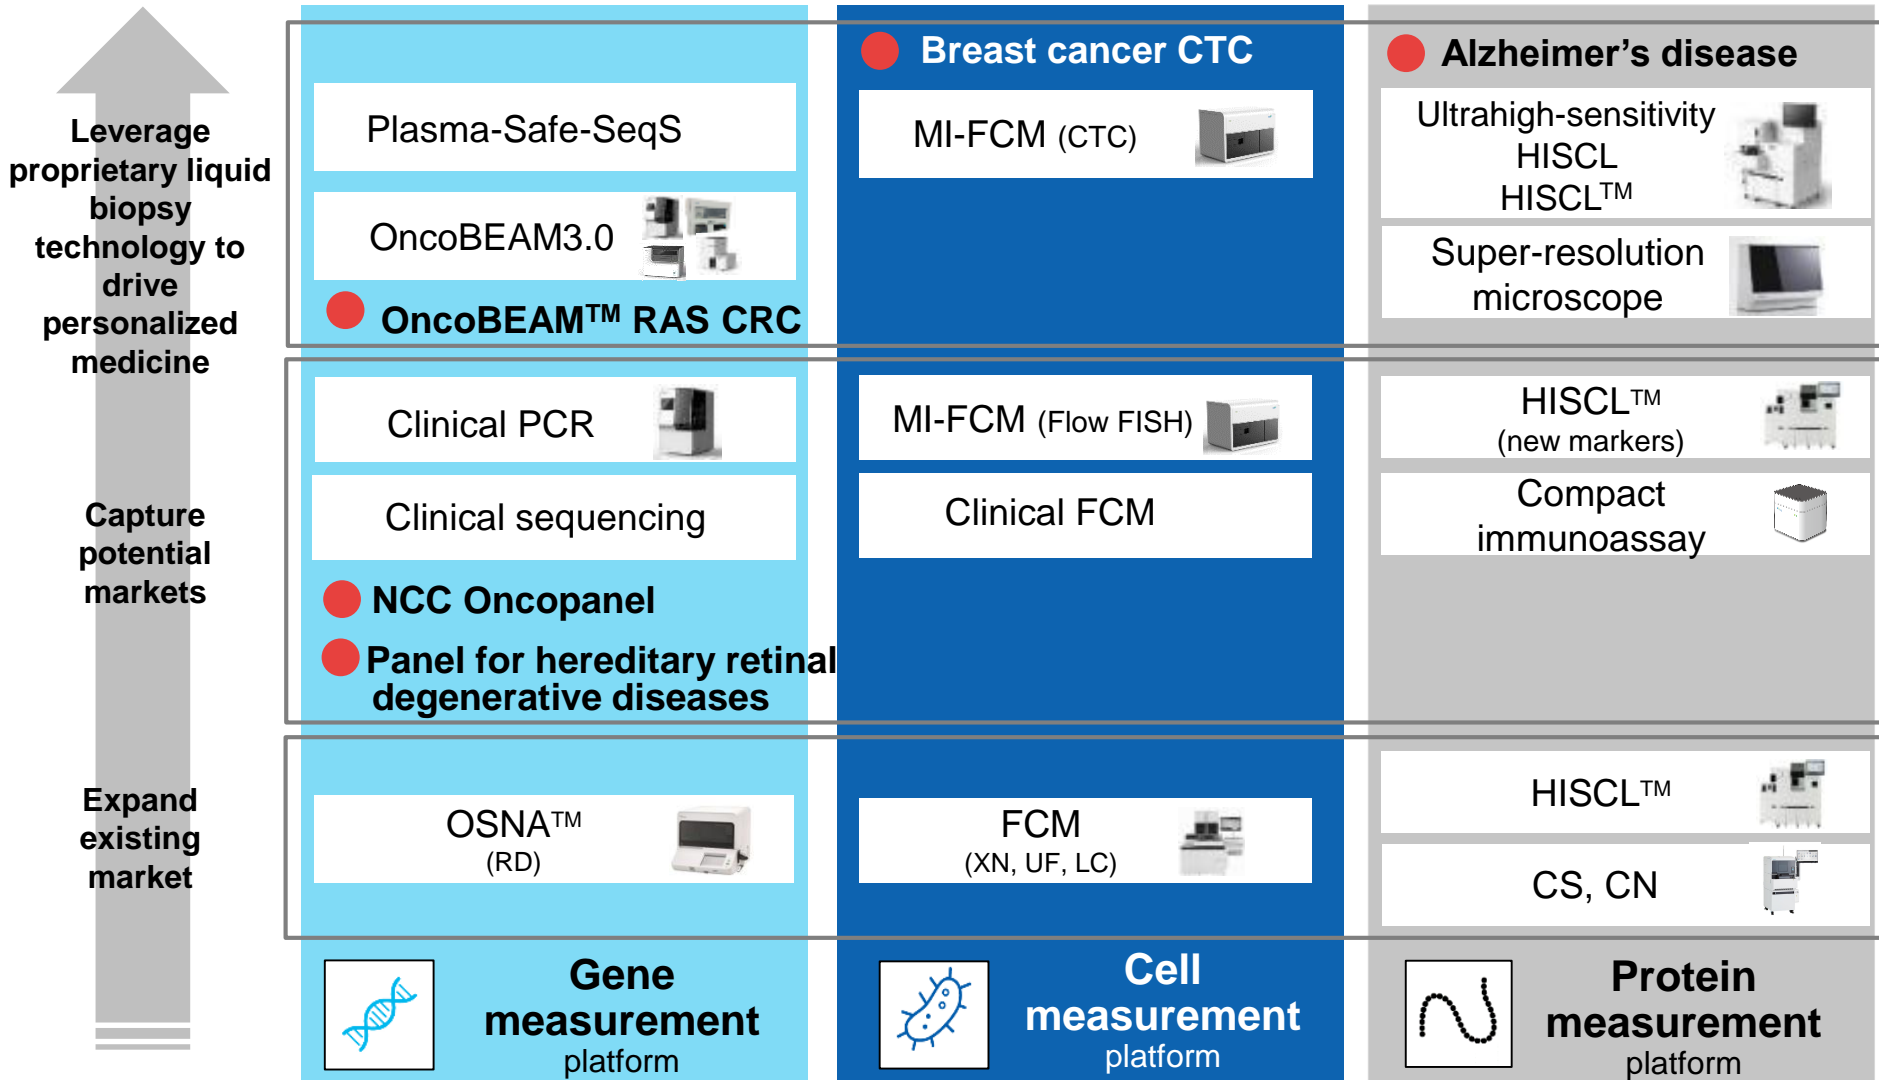 Leverage
proprietary liquid
biopsy
technology to
drive
personalized
medicine
Plasma-Safe-SeqS
OncoBEAM3.0
OncoBEAM™ RAS CRC
Breast cancer CTC
MI-FCM (CTC)
Alzheimer's disease
Ultrahigh-sensitivity
HISCL
HISCL™
Super-resolution
microscope
Capture
potential
markets
Clinical PCR
Clinical sequencing
NCC Oncopanel
Panel for hereditary retinal
degenerative diseases
MI-FCM (Flow FISH)
Clinical FCM
HISCL™
(new markers)
Compact
immunoassay
Expand
existing
market
OSNA™
(RD)
FCM
(XN, UF, LC)
HISCL™
CS, CN
Gene
measurement
platform
Cell
measurement
platform
Protein
measurement
platform